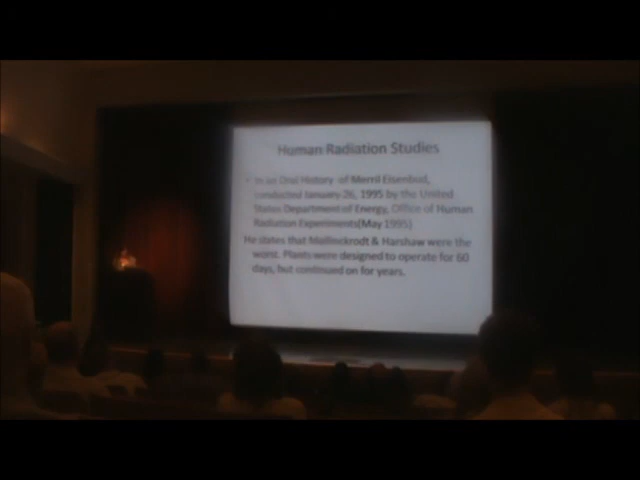 Human Radiation Studies
• In an Oral History of Merril Eisenbud,
conducted January 26, 1995 by the United
States Department of Energy, Office of Human
Radiation Experiments(May 1995)
He states that Mallinckrodt & Harshaw were the
worst. Plants were designed to operate for 60
days, but continued on for years.